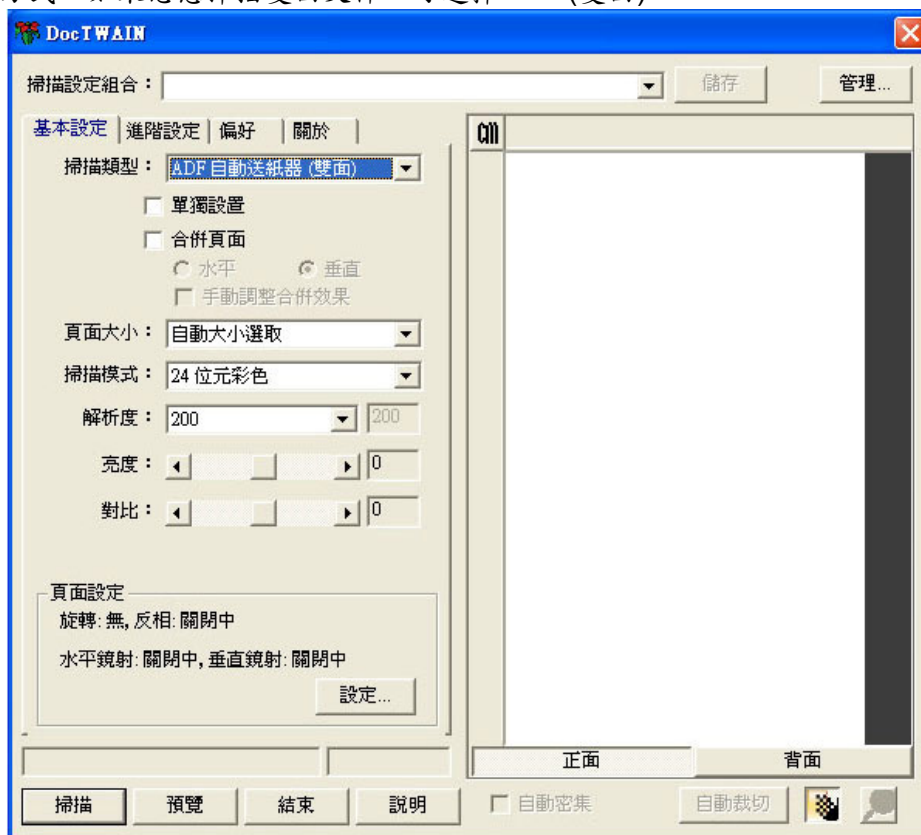 DocTWAIN
掃描設定組合：
儲存
管理...
基本設定 進階設定 偏好 關於
掃描類型： ADF 自動送紙器 (雙面)
單獨設置
合併頁面
水平 垂直
手動調整合併效果
頁面大小： 自動大小選取
掃描模式： 24 位元彩色
解析度： 200 200
亮度： 0
對比： 0
頁面設定
旋轉: 無, 反相: 關閉中
水平鏡射: 關閉中, 垂直鏡射: 關閉中
設定...
正面 背面
掃描 預覽 結束 說明
自動密集 自動裁切